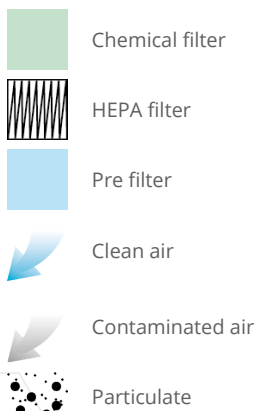 Chemical filter
HEPA filter
Pre filter
Clean air
Contaminated air
Particulate